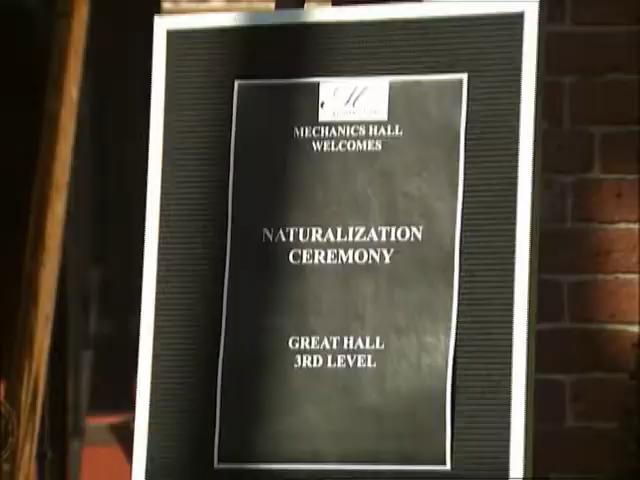 M
MECHANICS HALL
WELCOMES
NATURALIZATION
CEREMONY
GREAT HALL
3RD LEVEL